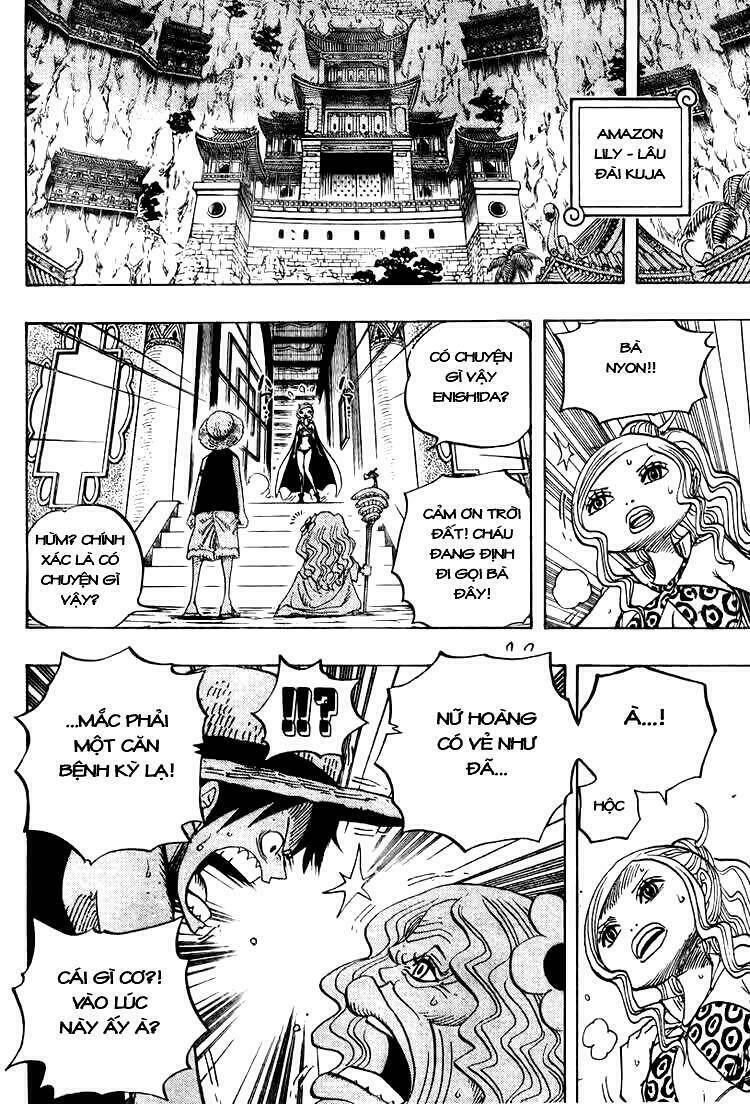 AMAZON
LILY - LÂU
ĐÀI KUJA
BÀ
NYON!!
CÓ CHUYỆN
GÌ VẬY
ENISHIDA?
CẢM ƠN TRỜI
ĐẤT! CHÁU
ĐANG ĐỊNH
ĐI GỌI BÀ
ĐÂY!
HỪM? CHÍNH
XÁC LÀ CÓ
CHUYỆN GÌ
VẬY?
À...!
HỘC
NỮ HOÀNG
CÓ VẺ NHƯ
ĐÃ...
!!?
...MẮC PHẢI
MỘT CĂN
BỆNH KỲ LẠ!
CÁI GÌ CƠ?!
VÀO LÚC
NÀY ẤY À?